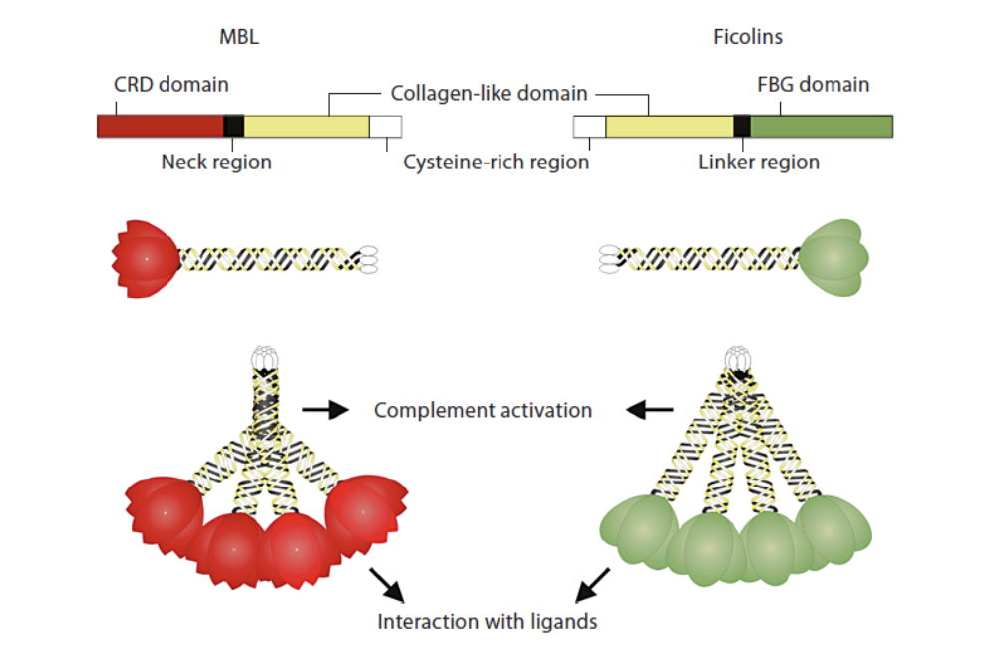 MBL
Ficolins
CRD domain
Collagen-like domain
FBG domain
Neck region
Cysteine-rich region
Linker region
Complement activation
Interaction with ligands